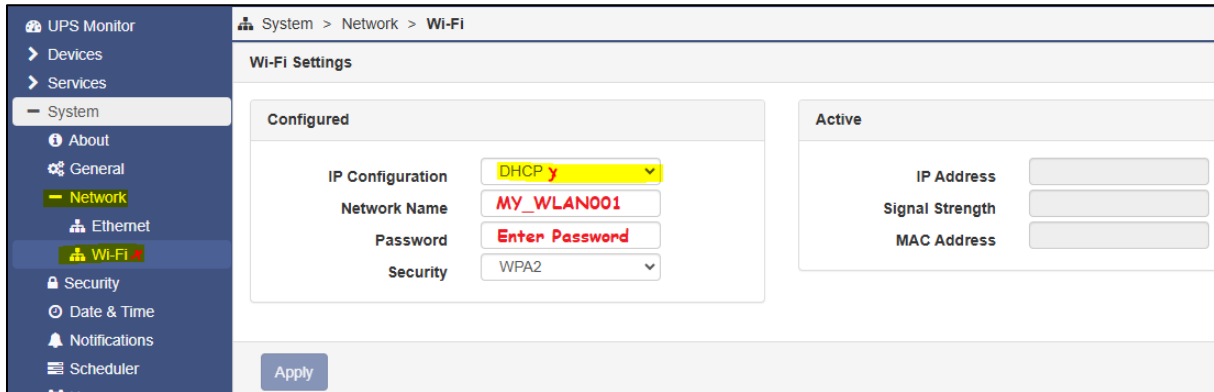 UPS Monitor
Devices
Services
System
About
General
Network
Ethernet
Wi-Fi x
Security
Date & Time
Notifications
Scheduler
System > Network > Wi-Fi
Wi-Fi Settings
Configured
IP Configuration DHCP y
Network Name MY_WLAN001
Password Enter Password
Security WPA2
Active
IP Address
Signal Strength
MAC Address
Apply